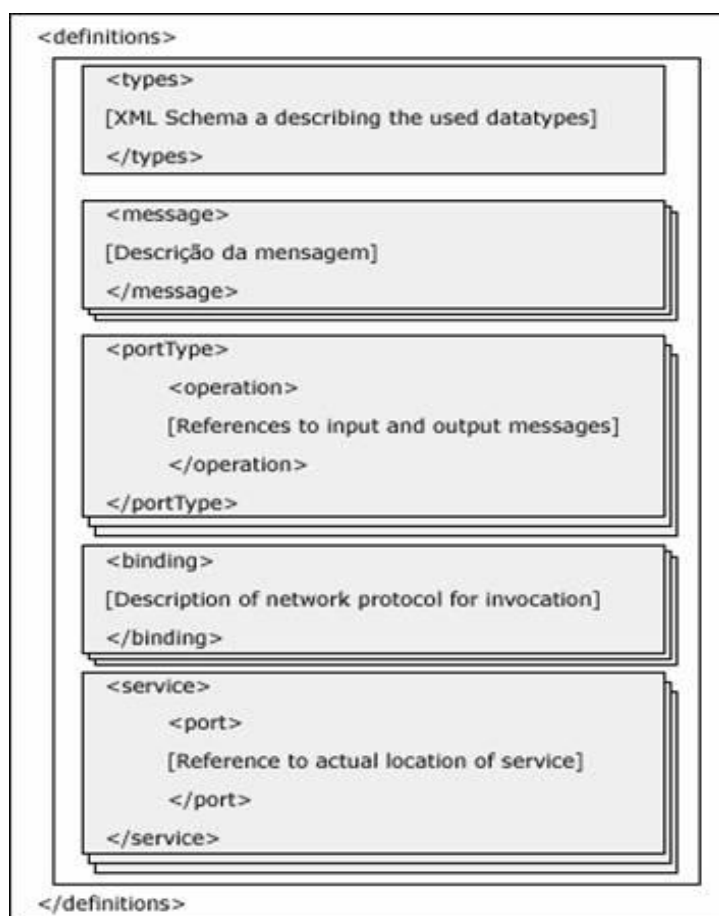 <definitions>
<types>
[XML Schema a describing the used datatypes]
</types>
<message>
[Descrição da mensagem]
</message>
<portType>
<operation>
[References to input and output messages]
</operation>
</portType>
<binding>
[Description of network protocol for invocation]
</binding>
<service>
<port>
[Reference to actual location of service]
</port>
</service>
</definitions>